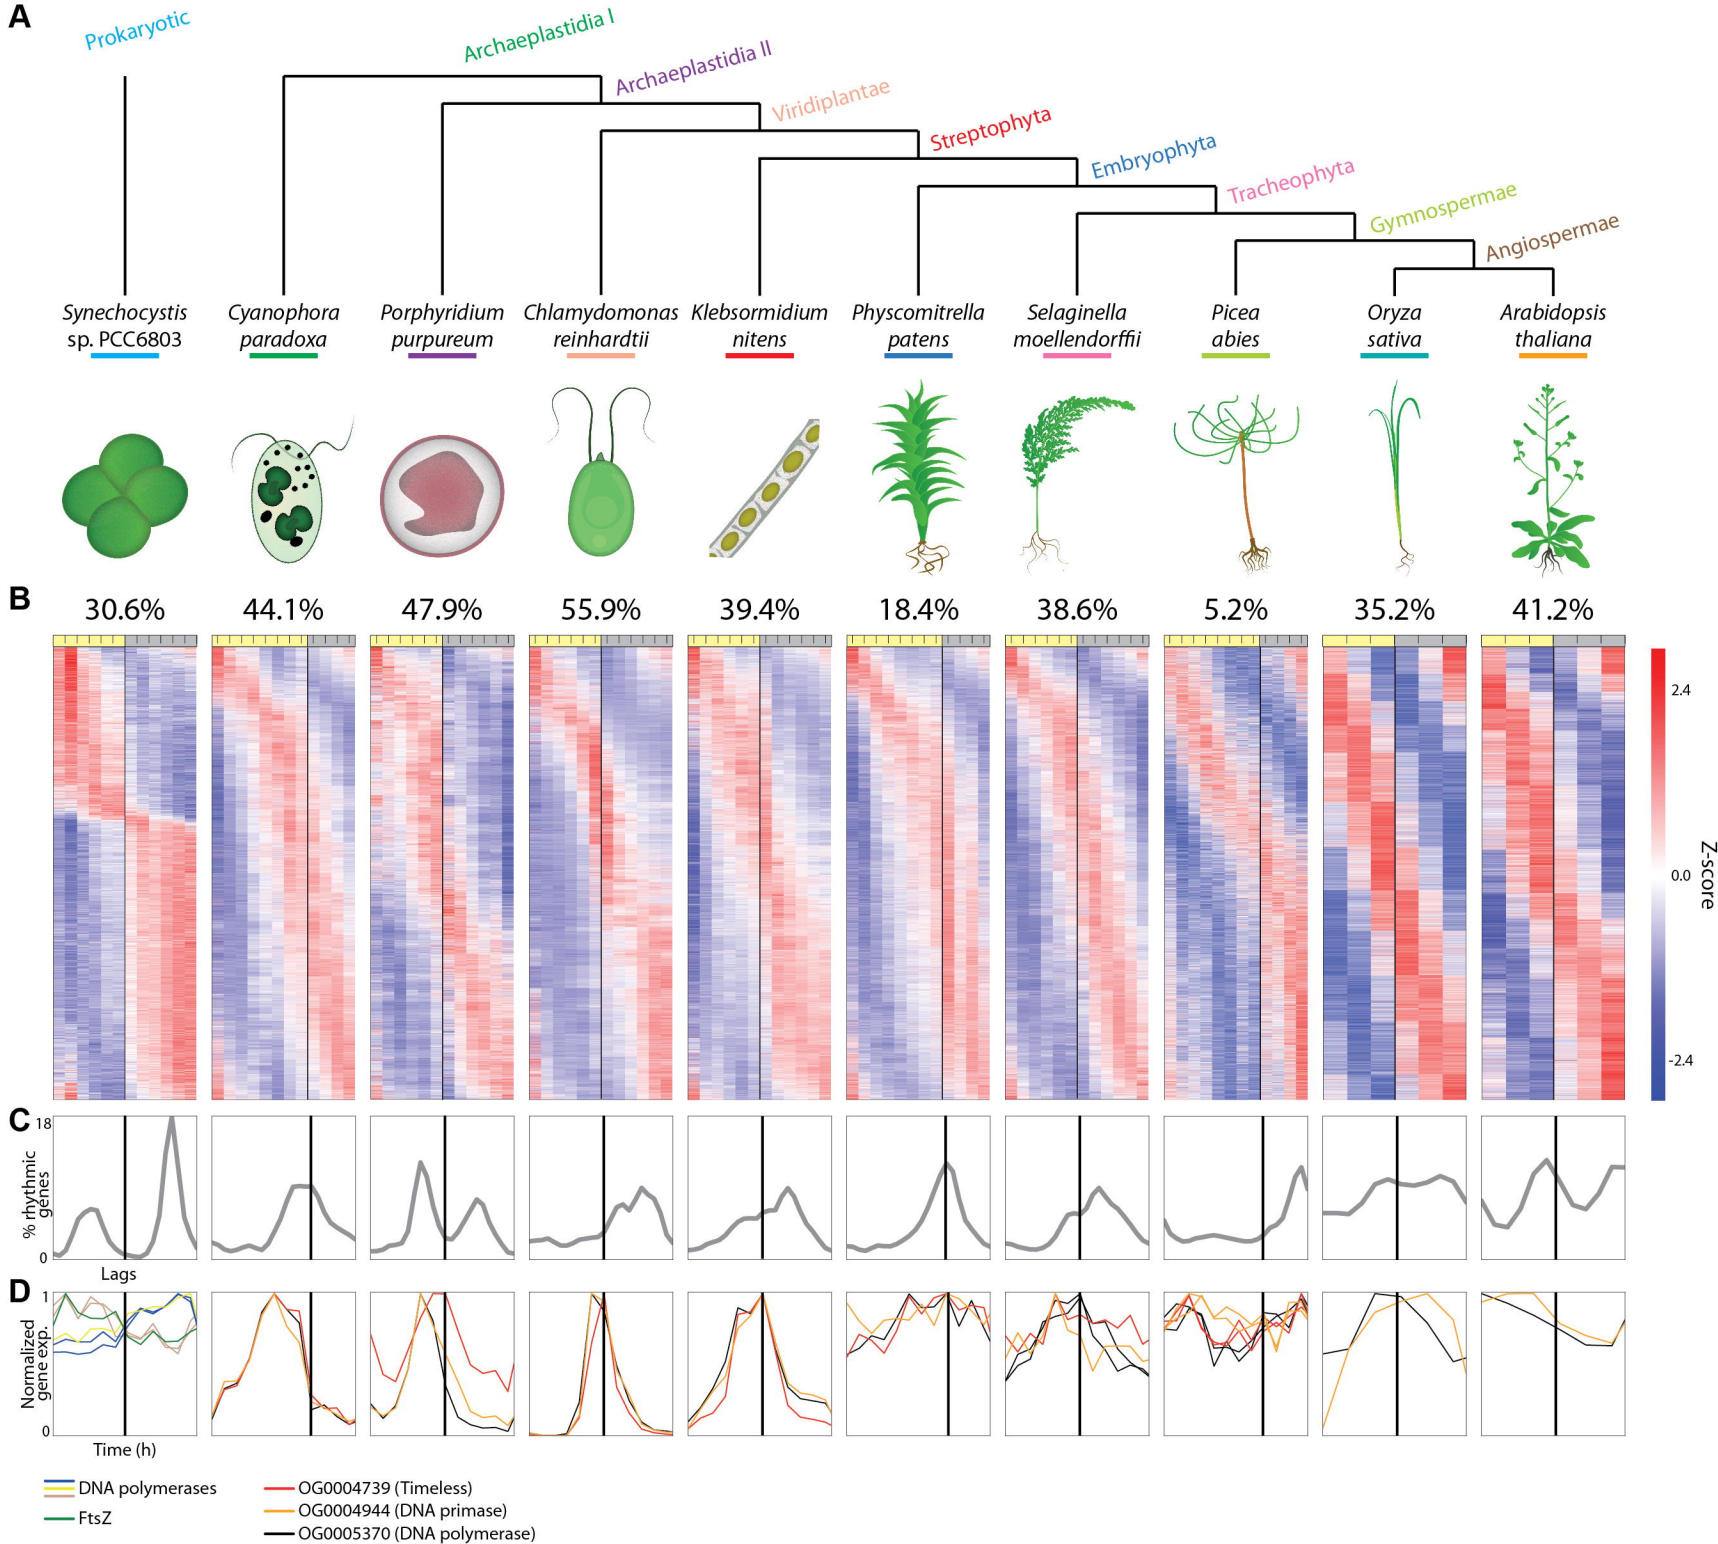 A
Prokaryotic
Archaeplastidia I
Archaeplastidia II
Viridiplantae
Streptophyta
Embryophyta
Tracheophyta
Gymnospermae
Angiospermae
Synechocystis
sp. PCC6803
Cyanophora
paradoxa
Porphyridium
purpureum
Chlamydomonas
reinhardtii
Klebsormidium
nitens
Physcomitrella
patens
Selaginella
moellendorffii
Picea
abies
Oryza
sativa
Arabidopsis
thaliana
B
30.6% 44.1% 47.9% 55.9% 39.4% 18.4% 38.6% 5.2% 35.2% 41.2%
2.4
0.0
-2.4
Z-score
C
18
0
% rhythmic
genes
Lags
D
1
0
Normalized
gene exp.
Time (h)
DNA polymerases
FtsZ
OG0004739 (Timeless)
OG0004944 (DNA primase)
OG0005370 (DNA polymerase)